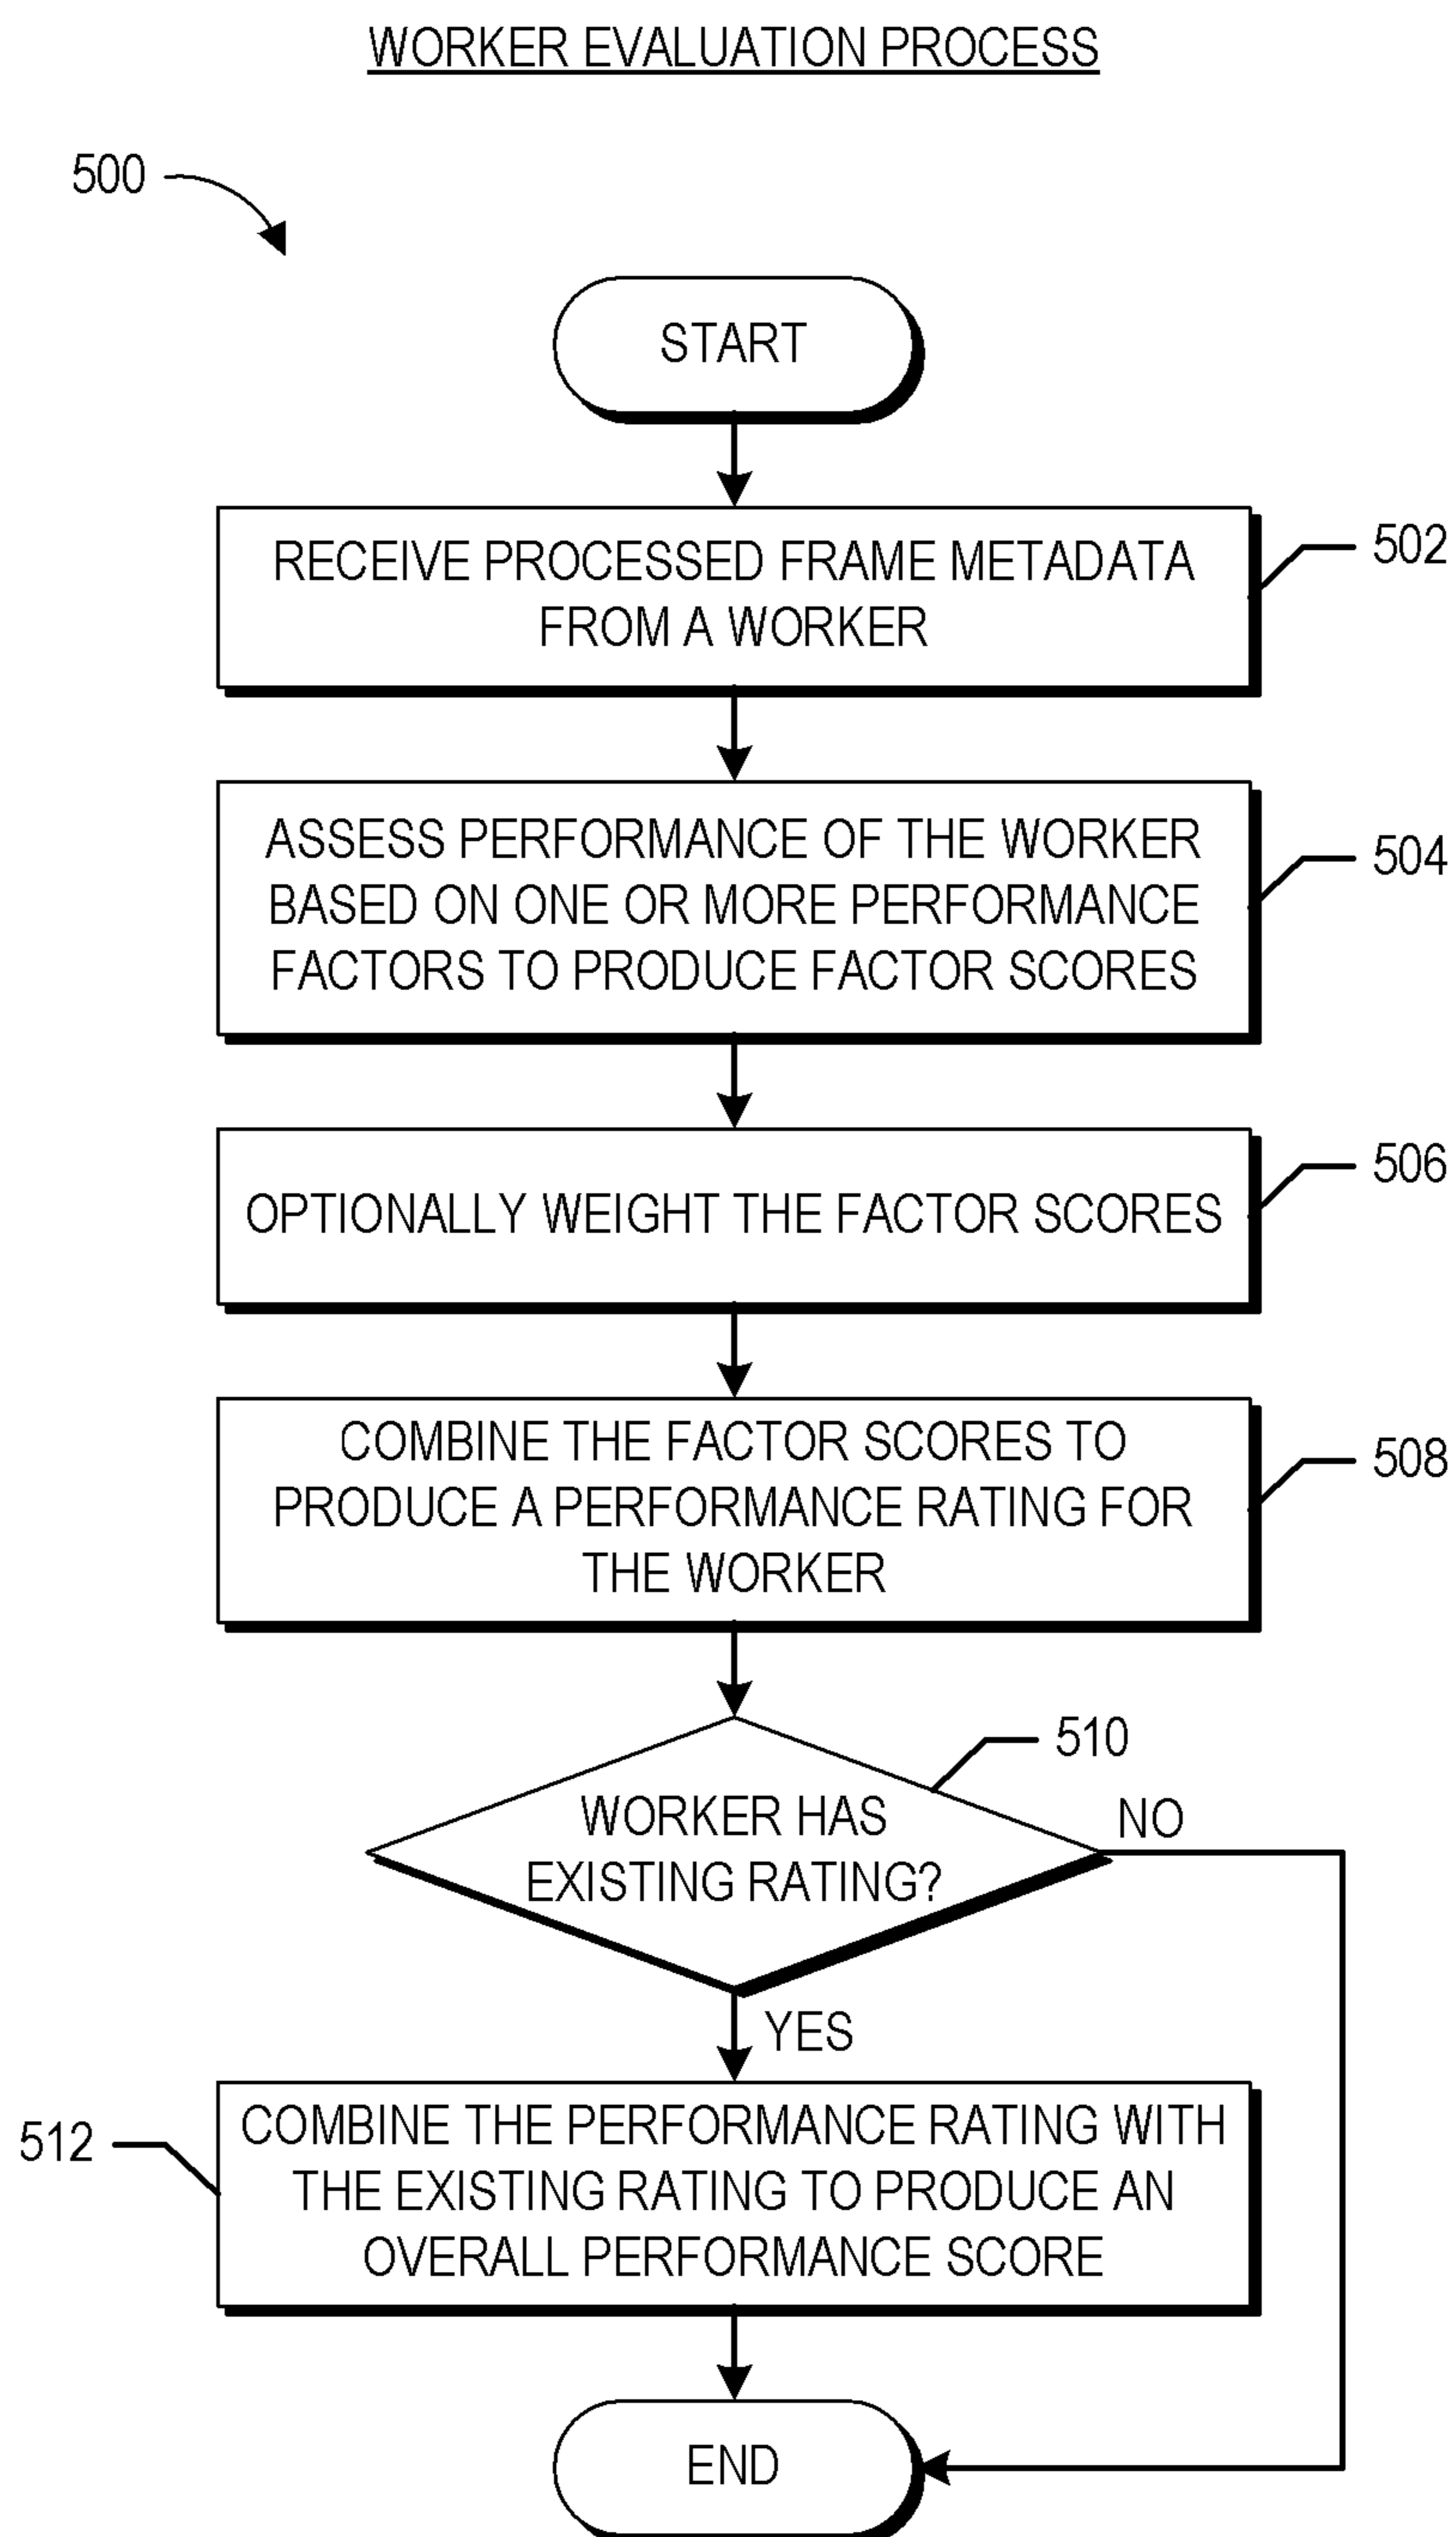 WORKER EVALUATION PROCESS
500
START
RECEIVE PROCESSED FRAME METADATA
FROM A WORKER
502
ASSESS PERFORMANCE OF THE WORKER
BASED ON ONE OR MORE PERFORMANCE
FACTORS TO PRODUCE FACTOR SCORES
504
OPTIONALLY WEIGHT THE FACTOR SCORES
506
COMBINE THE FACTOR SCORES TO
PRODUCE A PERFORMANCE RATING FOR
THE WORKER
508
510
WORKER HAS
EXISTING RATING?
NO
YES
512
COMBINE THE PERFORMANCE RATING WITH
THE EXISTING RATING TO PRODUCE AN
OVERALL PERFORMANCE SCORE
END